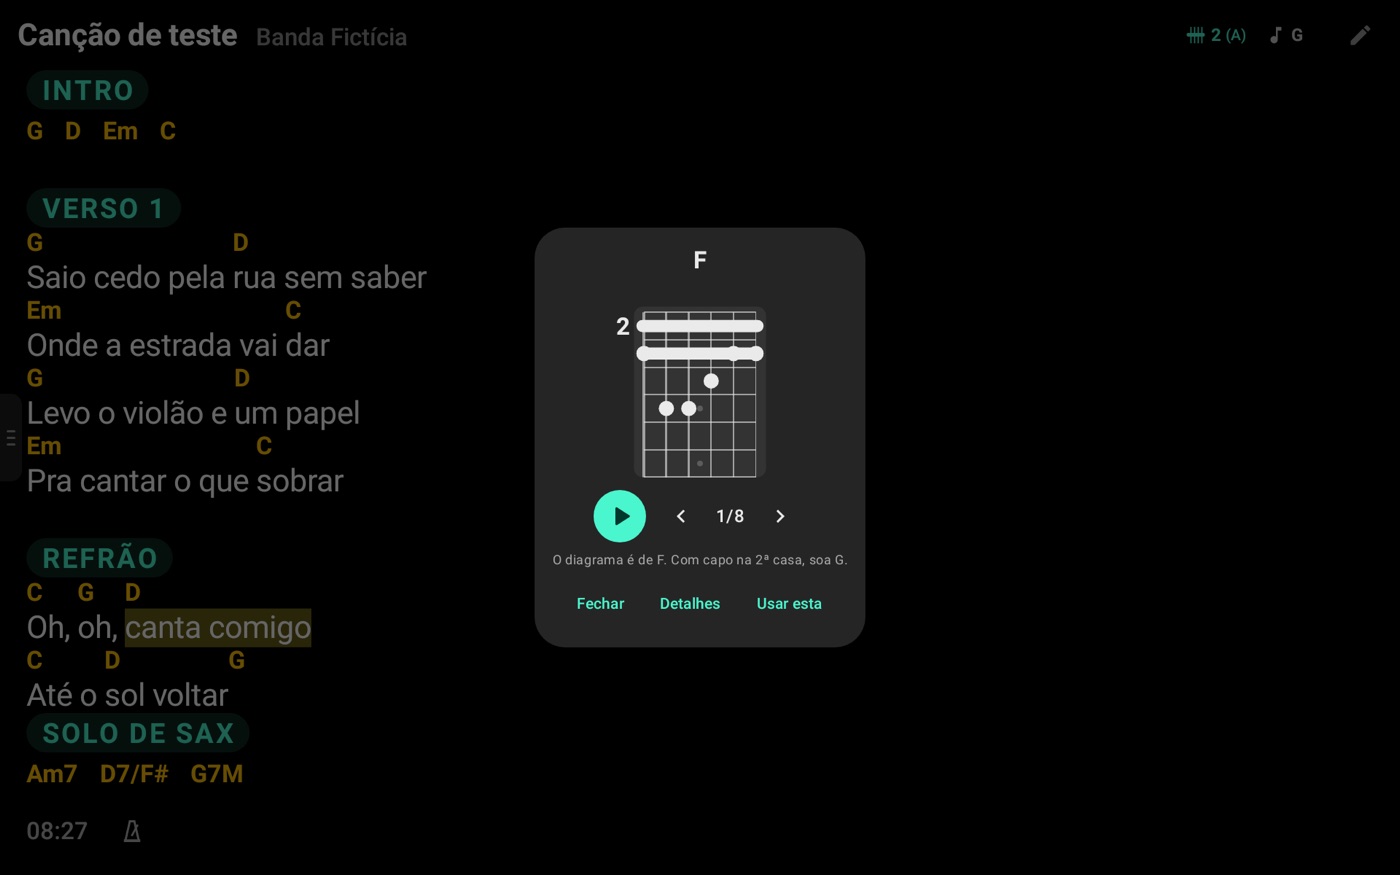 Canção de teste Banda Fictícia
2 (A) G
INTRO
G D Em C
VERSO 1
G D
Saio cedo pela rua sem saber
Em C
Onde a estrada vai dar
G D
Levo o violão e um papel
Em C
Pra cantar o que sobrar
REFRÃO
C G D
Oh, oh, canta comigo
C D G
Até o sol voltar
SOLO DE SAX
Am7 D7/F# G7M
08:27
F
2
1/8
O diagrama é de F. Com capo na 2ª casa, soa G.
Fechar Detalhes Usar esta